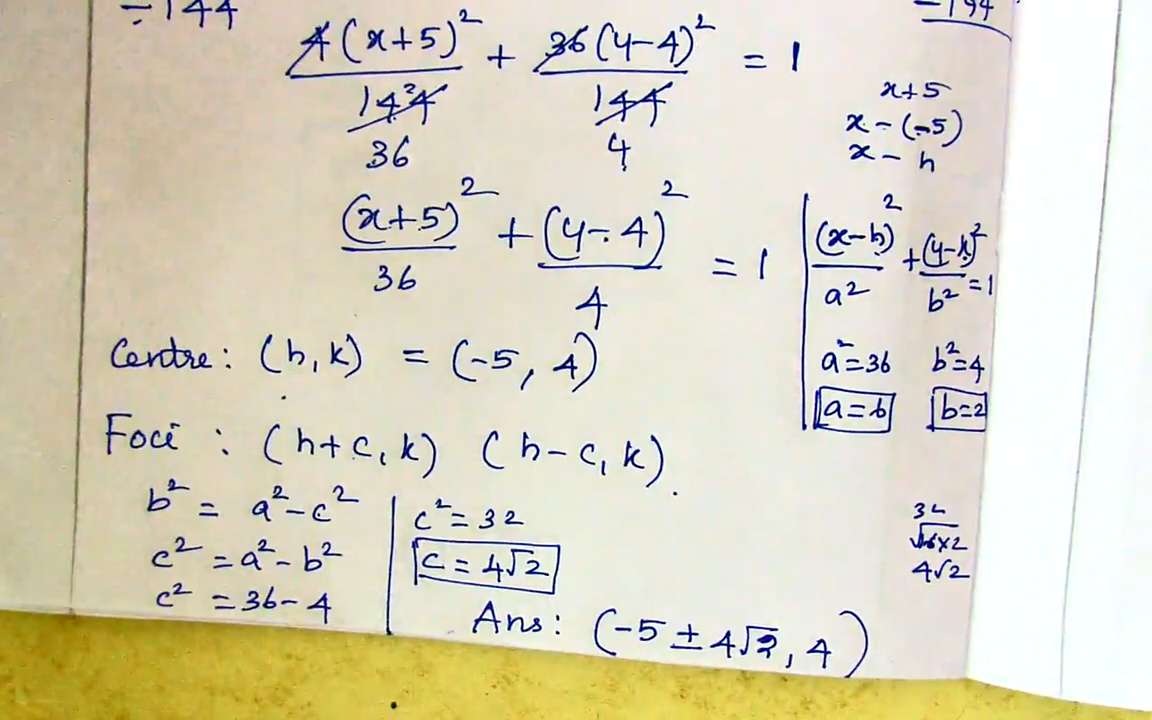 ÷144
-144
4(x+5)² + 36(y-4)² = 1
144 144
36 4
x+5
x-(-5)
x-h
(x+5)² + (y-4)² = 1
36 4
(x-h)² + (y-k)² = 1
a² b²
a²=36 b²=4
a=6 b=2
Centre: (h,k) = (-5, 4)
Foci : (h+c, k) (h-c, k).
b² = a²-c²
c² = a²-b²
c² = 36-4
c² = 32
c = 4√2
32
√16×2
4√2
Ans: (-5 ± 4√2, 4)